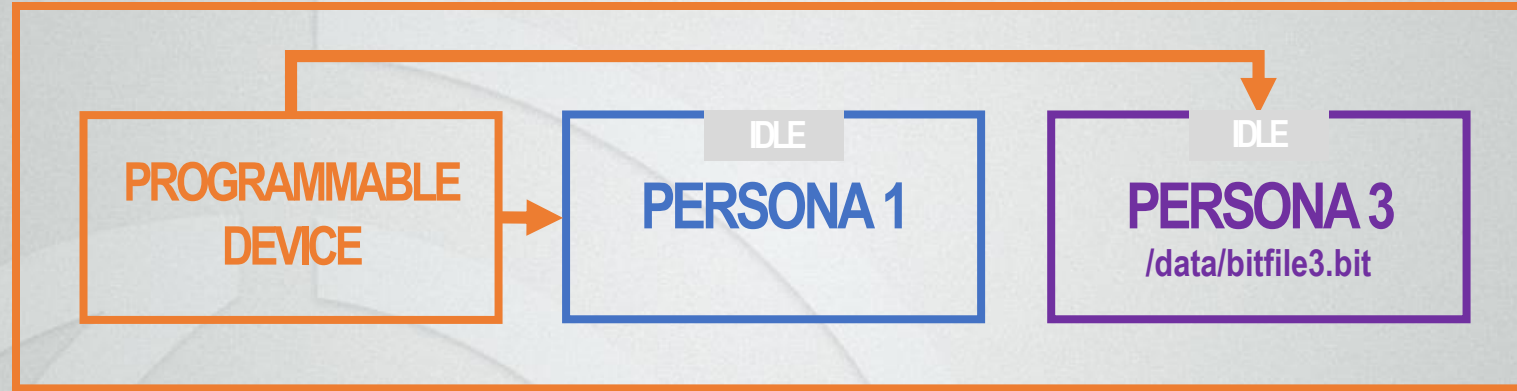 PROGRAMMABLE
DEVICE
IDLE
PERSONA 1
IDLE
PERSONA 3
/data/bitfile3.bit